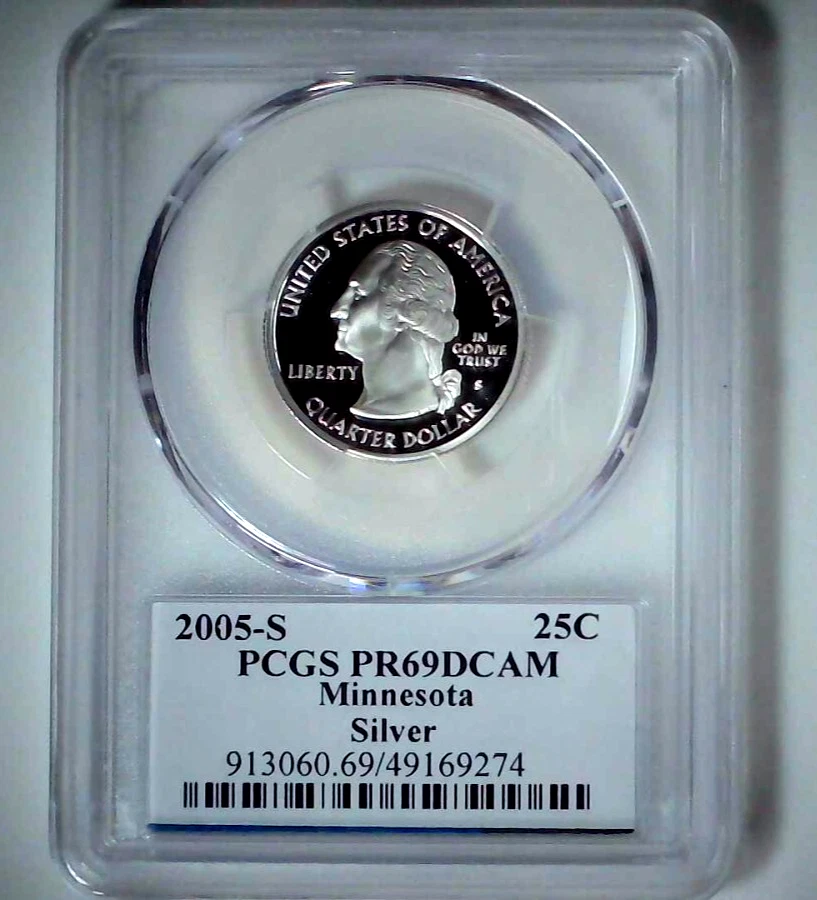 UNITED STATES OF AMERICA
IN
GOD WE
TRUST
LIBERTY
S
QUARTER DOLLAR
2005-S 25C
PCGS PR69DCAM
Minnesota
Silver
913060.69/49169274